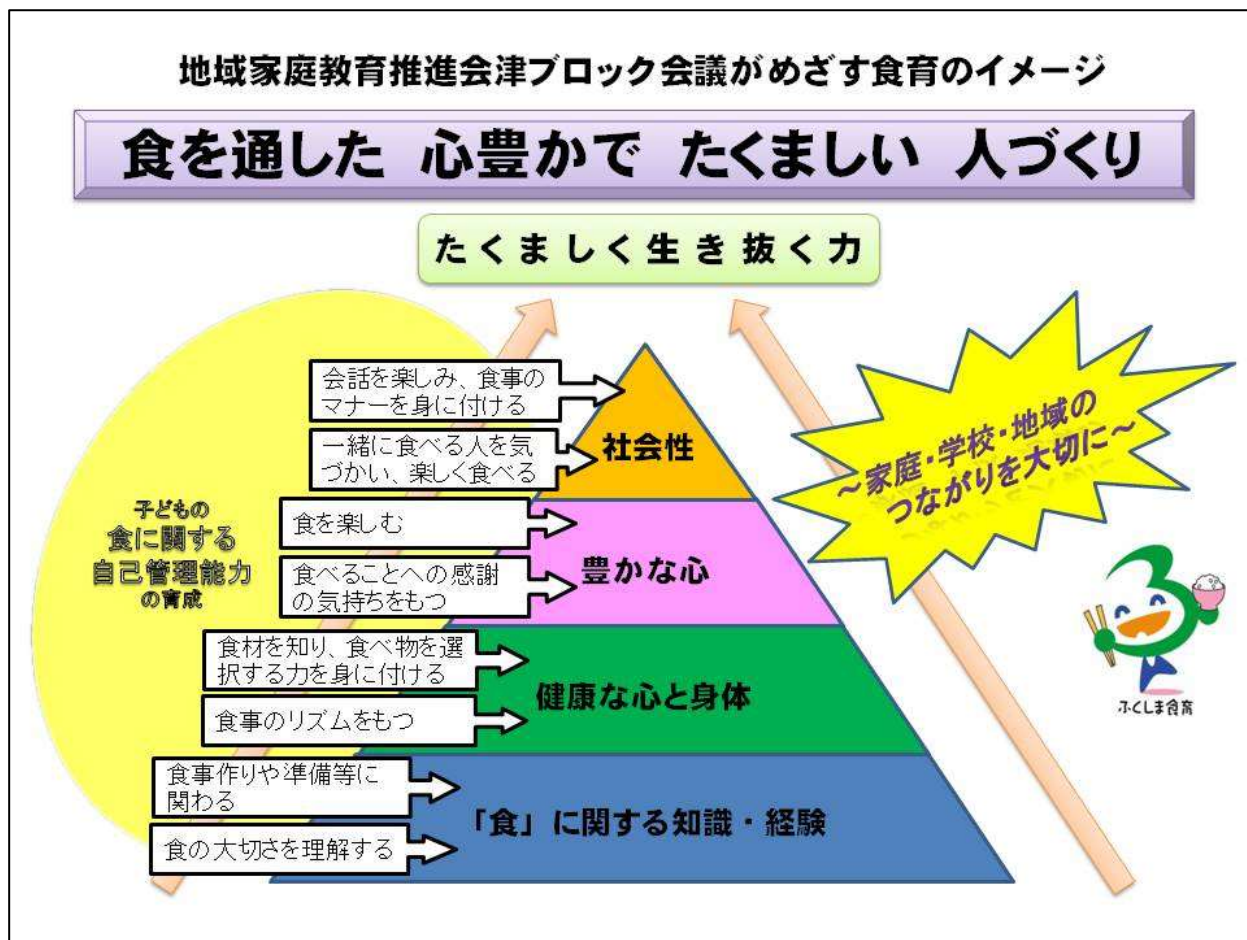 地域家庭教育推進会津ブロック会議がめざす食育のイメージ
食を通した 心豊かで たくましい 人づくり
たくましく生き抜く力
会話を楽しみ、食事の
マナーを身に付ける
一緒に食べる人を気
づかい、楽しく食べる
社会性
～家庭・学校・地域の
つながりを大切に～
子どもの
食に関する
自己管理能力
の育成
食を楽しむ
食べることへの感謝
の気持ちをもつ
豊かな心
食材を知り、食べ物を選
択する力を身に付ける
食事のリズムをもつ
健康な心と身体
ふくしま食育
食事作りや準備等に
関わる
食の大切さを理解する
「食」に関する知識・経験